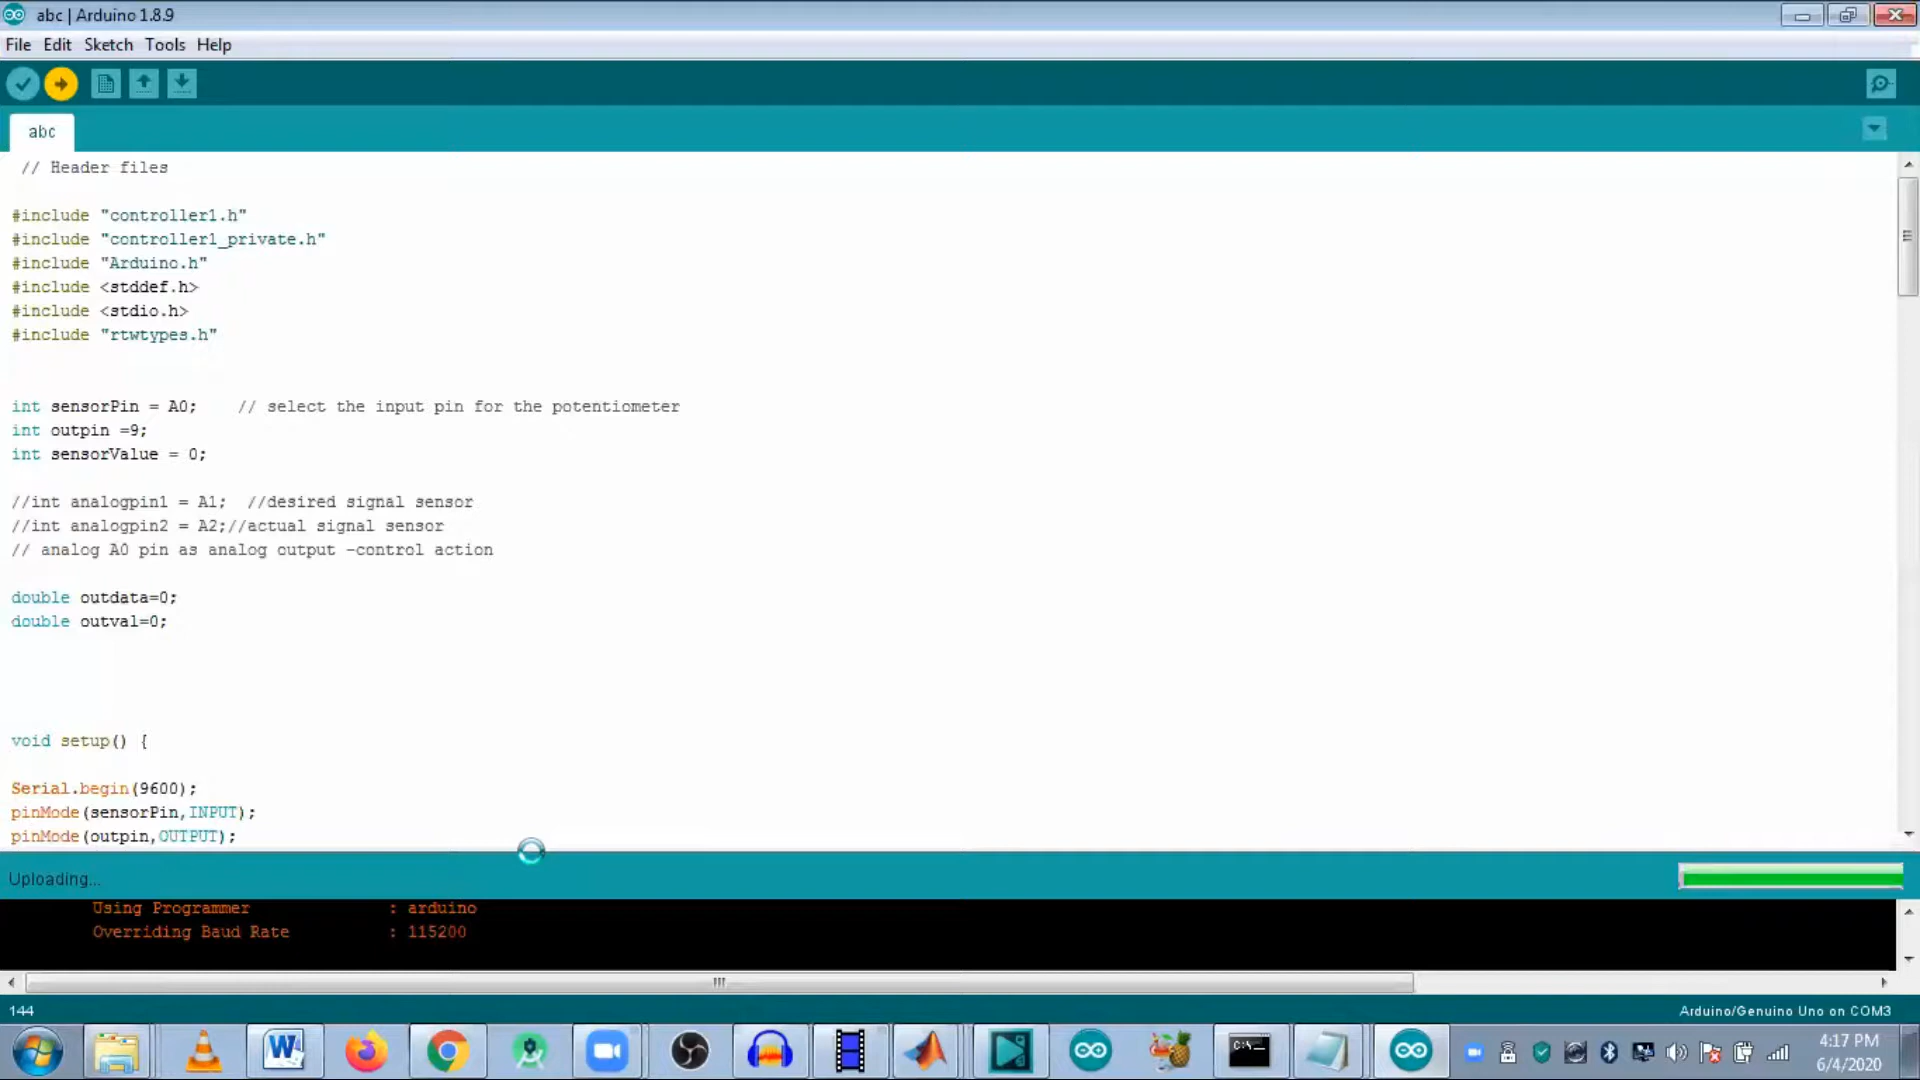 abc | Arduino 1.8.9
File Edit Sketch Tools Help
abc
// Header files
#include "controller1.h"
#include "controller1_private.h"
#include "Arduino.h"
#include <stddef.h>
#include <stdio.h>
#include "rtwtypes.h"
int sensorPin = A0;    // select the input pin for the potentiometer
int outpin =9;
int sensorValue = 0;
//int analogpin1 = A1;  //desired signal sensor
//int analogpin2 = A2;//actual signal sensor
// analog A0 pin as analog output -control action
double outdata=0;
double outval=0;
void setup() {
Serial.begin(9600);
pinMode(sensorPin,INPUT);
pinMode(outpin,OUTPUT);
Uploading...
Using Programmer : arduino
Overriding Baud Rate : 115200
144
Arduino/Genuino Uno on COM3
4:17 PM
6/4/2020